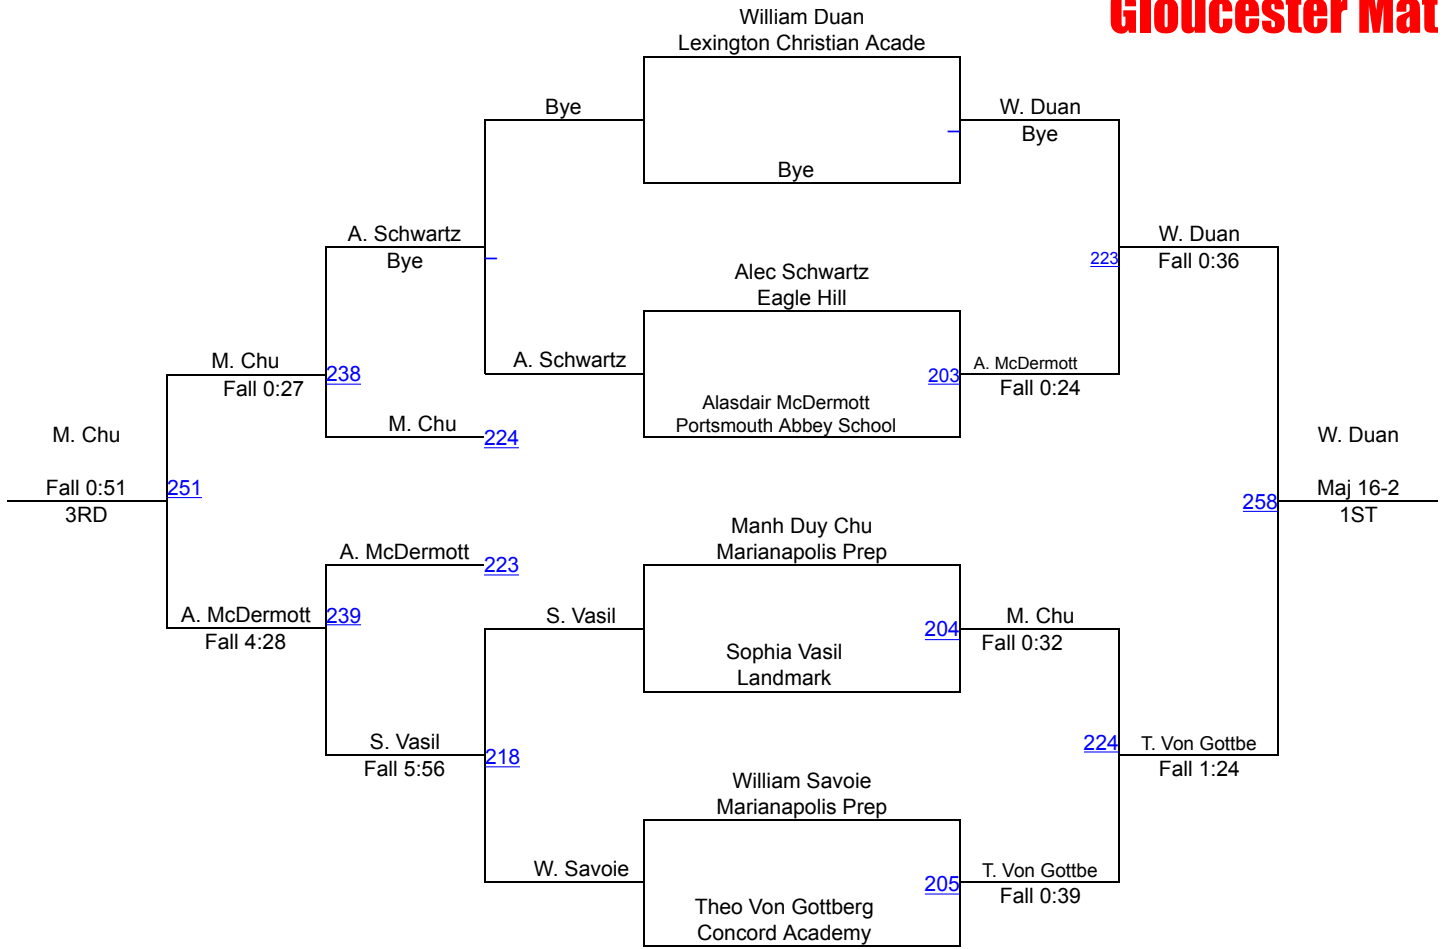 Gloucester Mat
William Duan
Lexington Christian Acade
Bye
W. Duan
Bye
Bye
A. Schwartz
Bye
W. Duan
Fall 0:36
223
Alec Schwartz
Eagle Hill
A. Schwartz
203
A. McDermott
Fall 0:24
M. Chu
Fall 0:27
238
Alasdair McDermott
Portsmouth Abbey School
M. Chu
224
M. Chu
Fall 0:51
3RD
251
W. Duan
Maj 16-2
1ST
258
Manh Duy Chu
Marianapolis Prep
A. McDermott
223
A. McDermott
Fall 4:28
239
S. Vasil
204
M. Chu
Fall 0:32
Sophia Vasil
Landmark
S. Vasil
Fall 5:56
218
224
T. Von Gottbe
Fall 1:24
William Savoie
Marianapolis Prep
W. Savoie
205
T. Von Gottbe
Fall 0:39
Theo Von Gottberg
Concord Academy